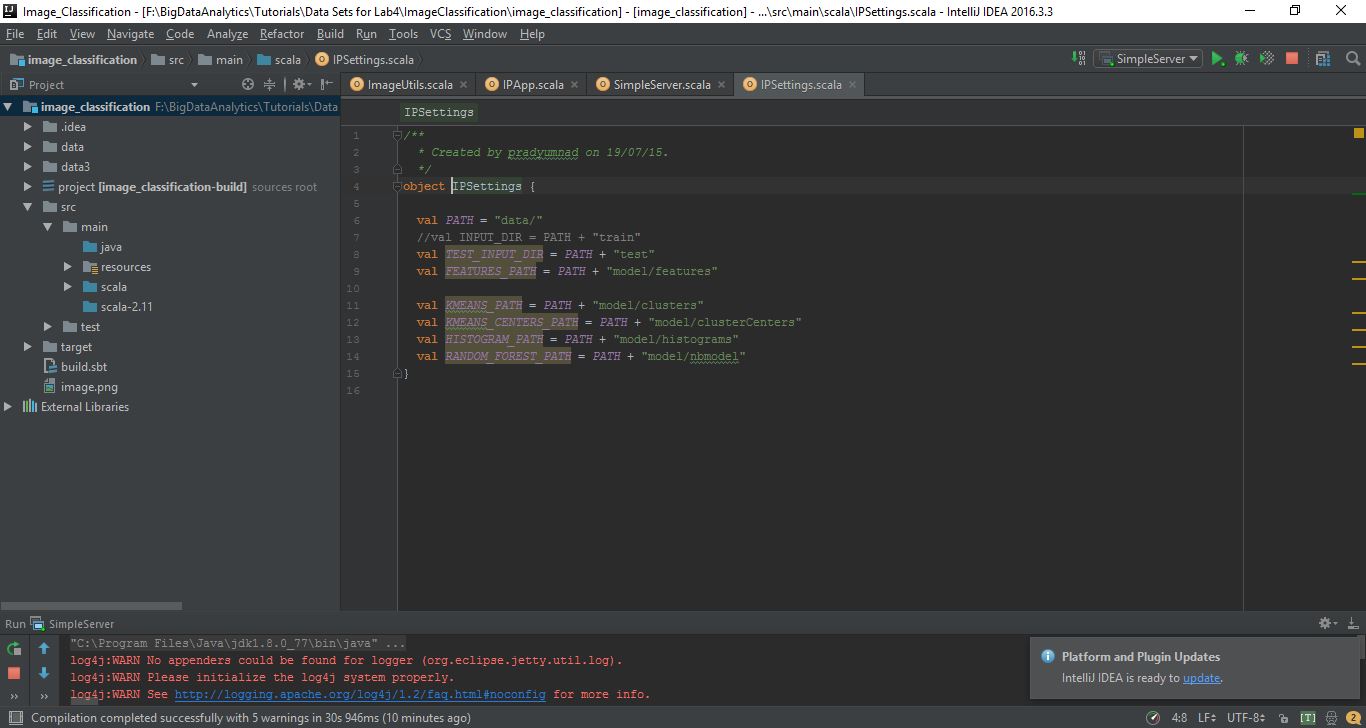 Image_Classification - [F:\BigDataAnalytics\Tutorials\Data Sets for Lab4\ImageClassification\image_classification] - [image_classification] - ...\src\main\scala\IPSettings.scala - IntelliJ IDEA 2016.3.3
File Edit View Navigate Code Analyze Refactor Build Run Tools VCS Window Help
image_classification src main scala IPSettings.scala SimpleServer
Project ImageUtils.scala IPApp.scala SimpleServer.scala IPSettings.scala
image_classification F:\BigDataAnalytics\Tutorials\Data
.idea
data
data3
project [image_classification-build] sources root
src
main
java
resources
scala
scala-2.11
test
target
build.sbt
image.png
External Libraries
IPSettings
1 /**
2 * Created by pradyumnad on 19/07/15.
3 */
4 object IPSettings {
5
6 val PATH = "data/"
7 //val INPUT_DIR = PATH + "train"
8 val TEST_INPUT_DIR = PATH + "test"
9 val FEATURES_PATH = PATH + "model/features"
10
11 val KMEANS_PATH = PATH + "model/clusters"
12 val KMEANS_CENTERS_PATH = PATH + "model/clusterCenters"
13 val HISTOGRAM_PATH = PATH + "model/histograms"
14 val RANDOM_FOREST_PATH = PATH + "model/nbmodel"
15 }
16
Run SimpleServer
"C:\Program Files\Java\jdk1.8.0_77\bin\java" ...
log4j:WARN No appenders could be found for logger (org.eclipse.jetty.util.log).
log4j:WARN Please initialize the log4j system properly.
log4j:WARN See http://logging.apache.org/log4j/1.2/faq.html#noconfig for more info.
Platform and Plugin Updates
IntelliJ IDEA is ready to update.
Compilation completed successfully with 5 warnings in 30s 946ms (10 minutes ago) 4:8 LF UTF-8 [T] 2